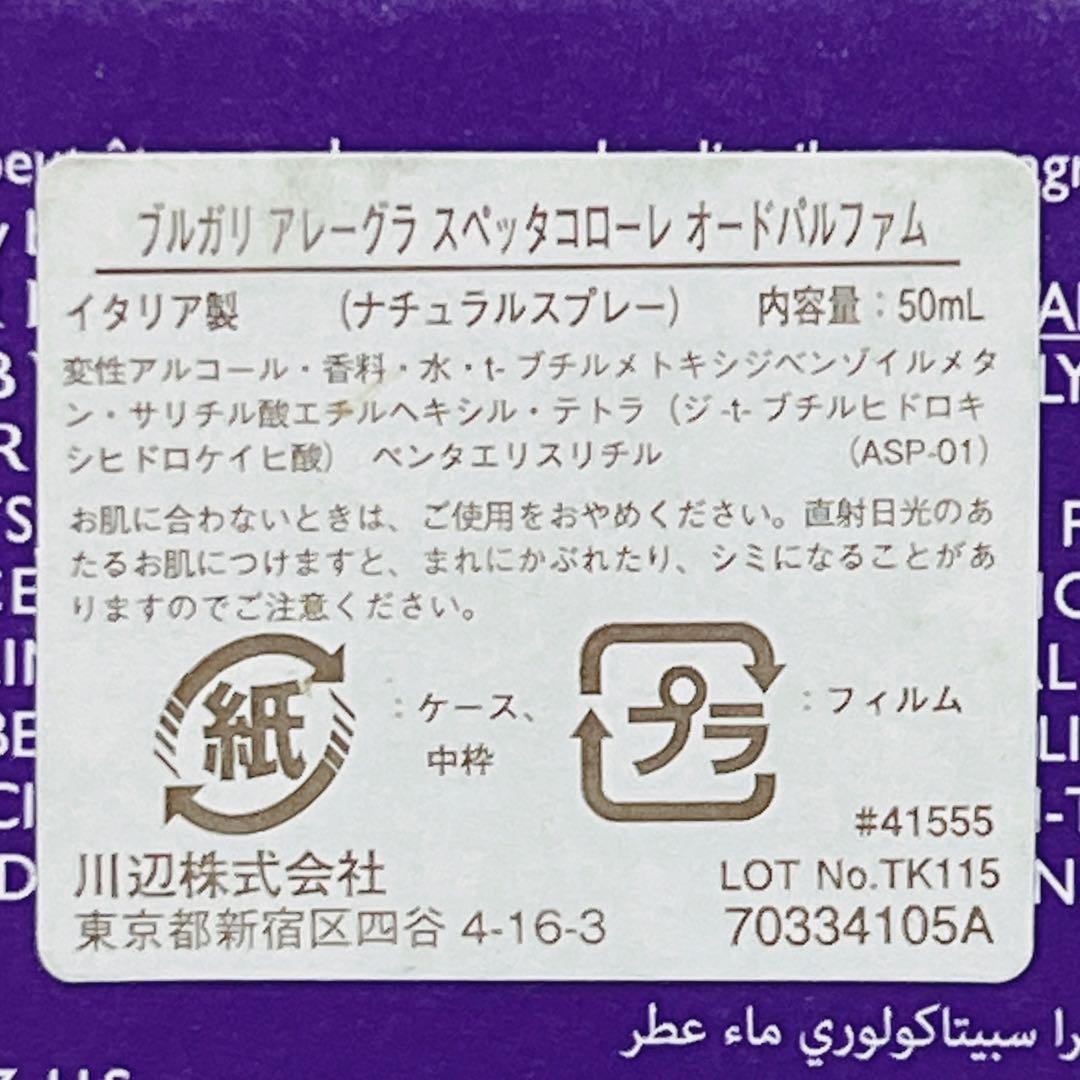 ブルガリ アレーグラ スペッタコローレ オードパルファム
イタリア製 (ナチュラルスプレー) 内容量：50mL
変性アルコール・香料・水・t- ブチルメトキシジベンゾイルメタ
ン・サリチル酸エチルヘキシル・テトラ (ジ -t- ブチルヒドロキ
シヒドロケイヒ酸) ペンタエリスリチル (ASP-01)
お肌に合わないときは、ご使用をおやめください。直射日光のあ
たるお肌につけますと、まれにかぶれたり、シミになることがあ
りますのでご注意ください。
紙 ：ケース、
中枠
プラ ：フィルム
#41555
川辺株式会社 LOT No.TK115
東京都新宿区四谷 4-16-3 70334105A
سبيتاكولوري ماء عطر